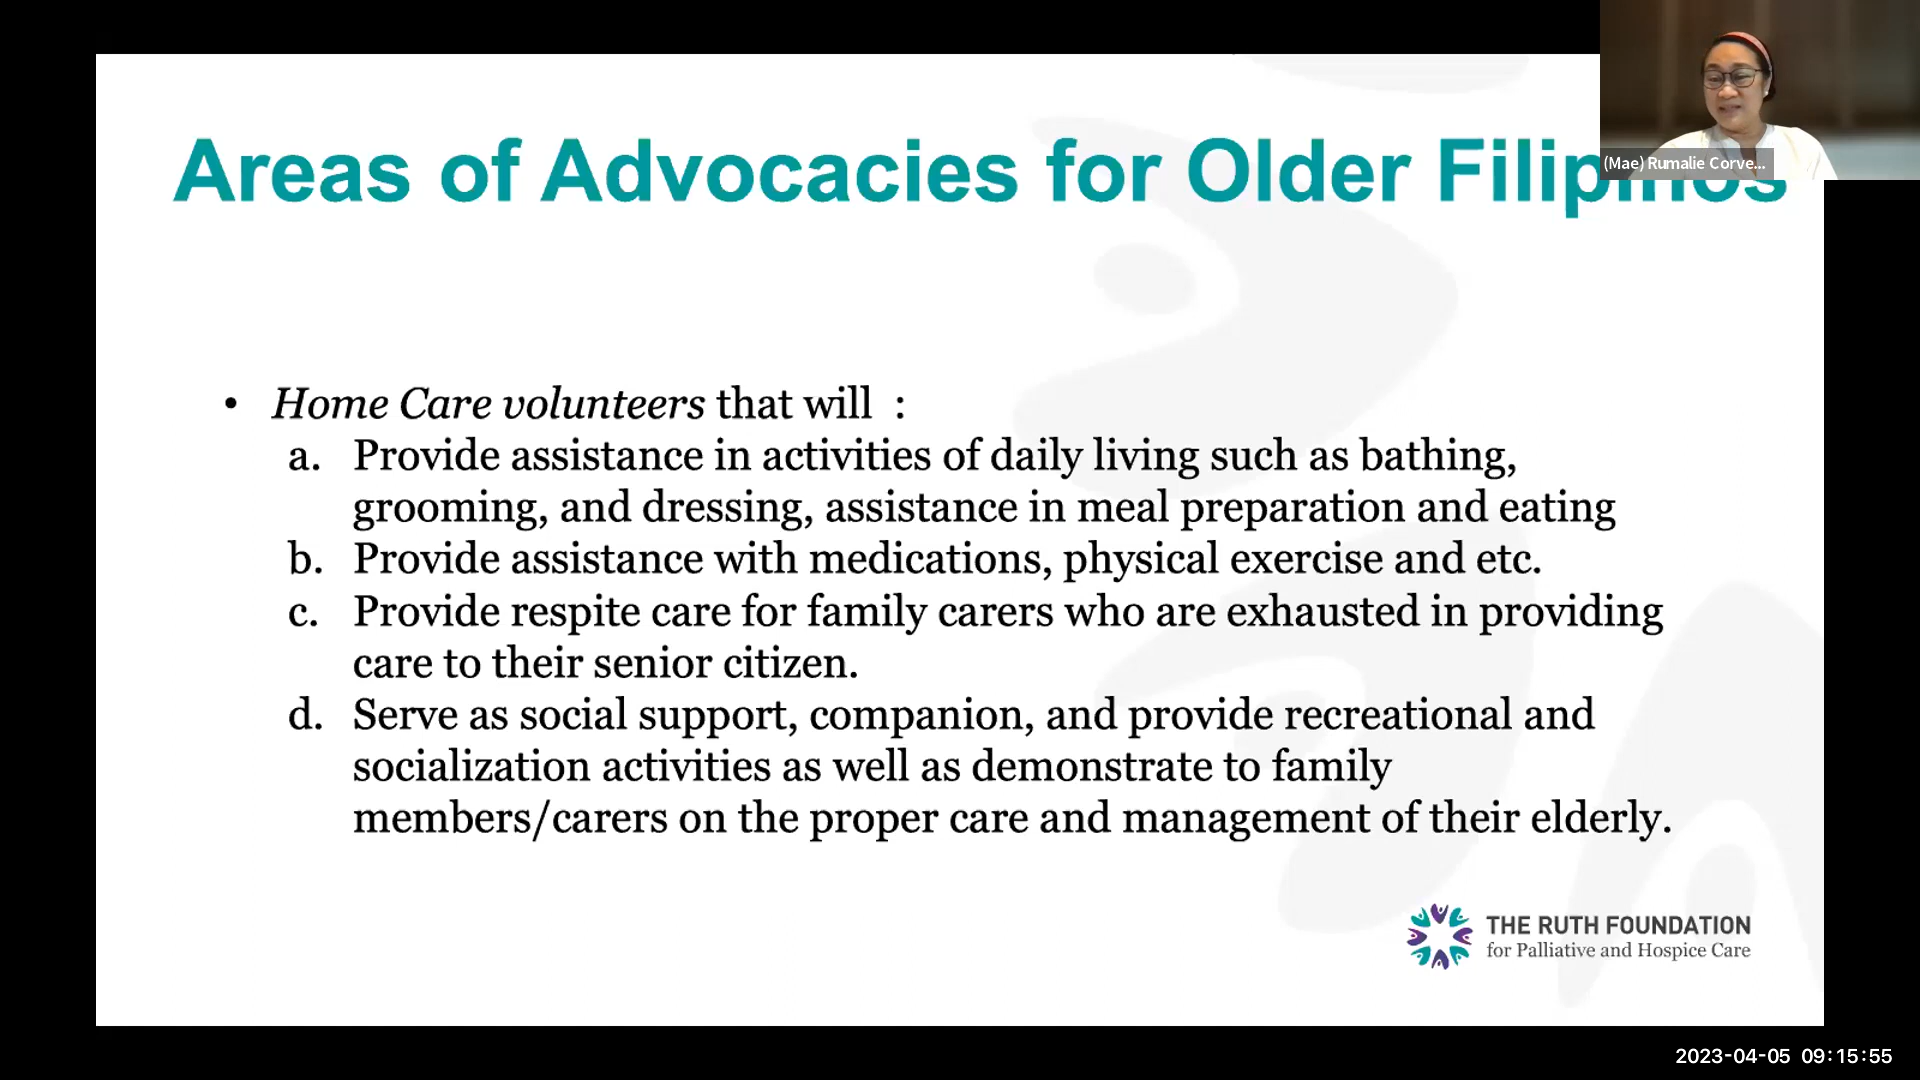 Areas of Advocacies for Older Filipinos
(Mae) Rumalie Corve...
• Home Care volunteers that will :
a. Provide assistance in activities of daily living such as bathing,
grooming, and dressing, assistance in meal preparation and eating
b. Provide assistance with medications, physical exercise and etc.
c. Provide respite care for family carers who are exhausted in providing
care to their senior citizen.
d. Serve as social support, companion, and provide recreational and
socialization activities as well as demonstrate to family
members/carers on the proper care and management of their elderly.
THE RUTH FOUNDATION
for Palliative and Hospice Care
2023-04-05 09:15:55